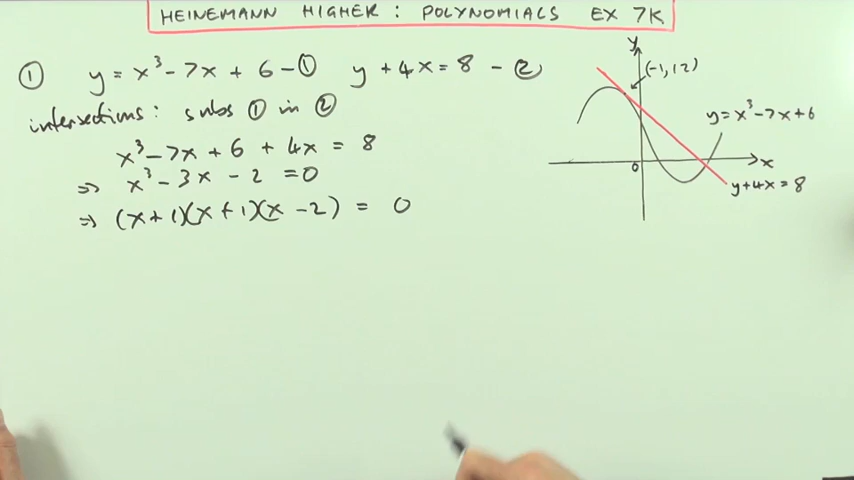 HEINEMANN HIGHER : POLYNOMIALS EX 7K
① y = x³ - 7x + 6 - ① y + 4x = 8 - ②
intersections: subs ① in ②
x³ - 7x + 6 + 4x = 8
⇒ x³ - 3x - 2 = 0
⇒ (x + 1)(x + 1)(x - 2) = 0
y
(-1, 12)
y = x³ - 7x + 6
x
0
y + 4x = 8